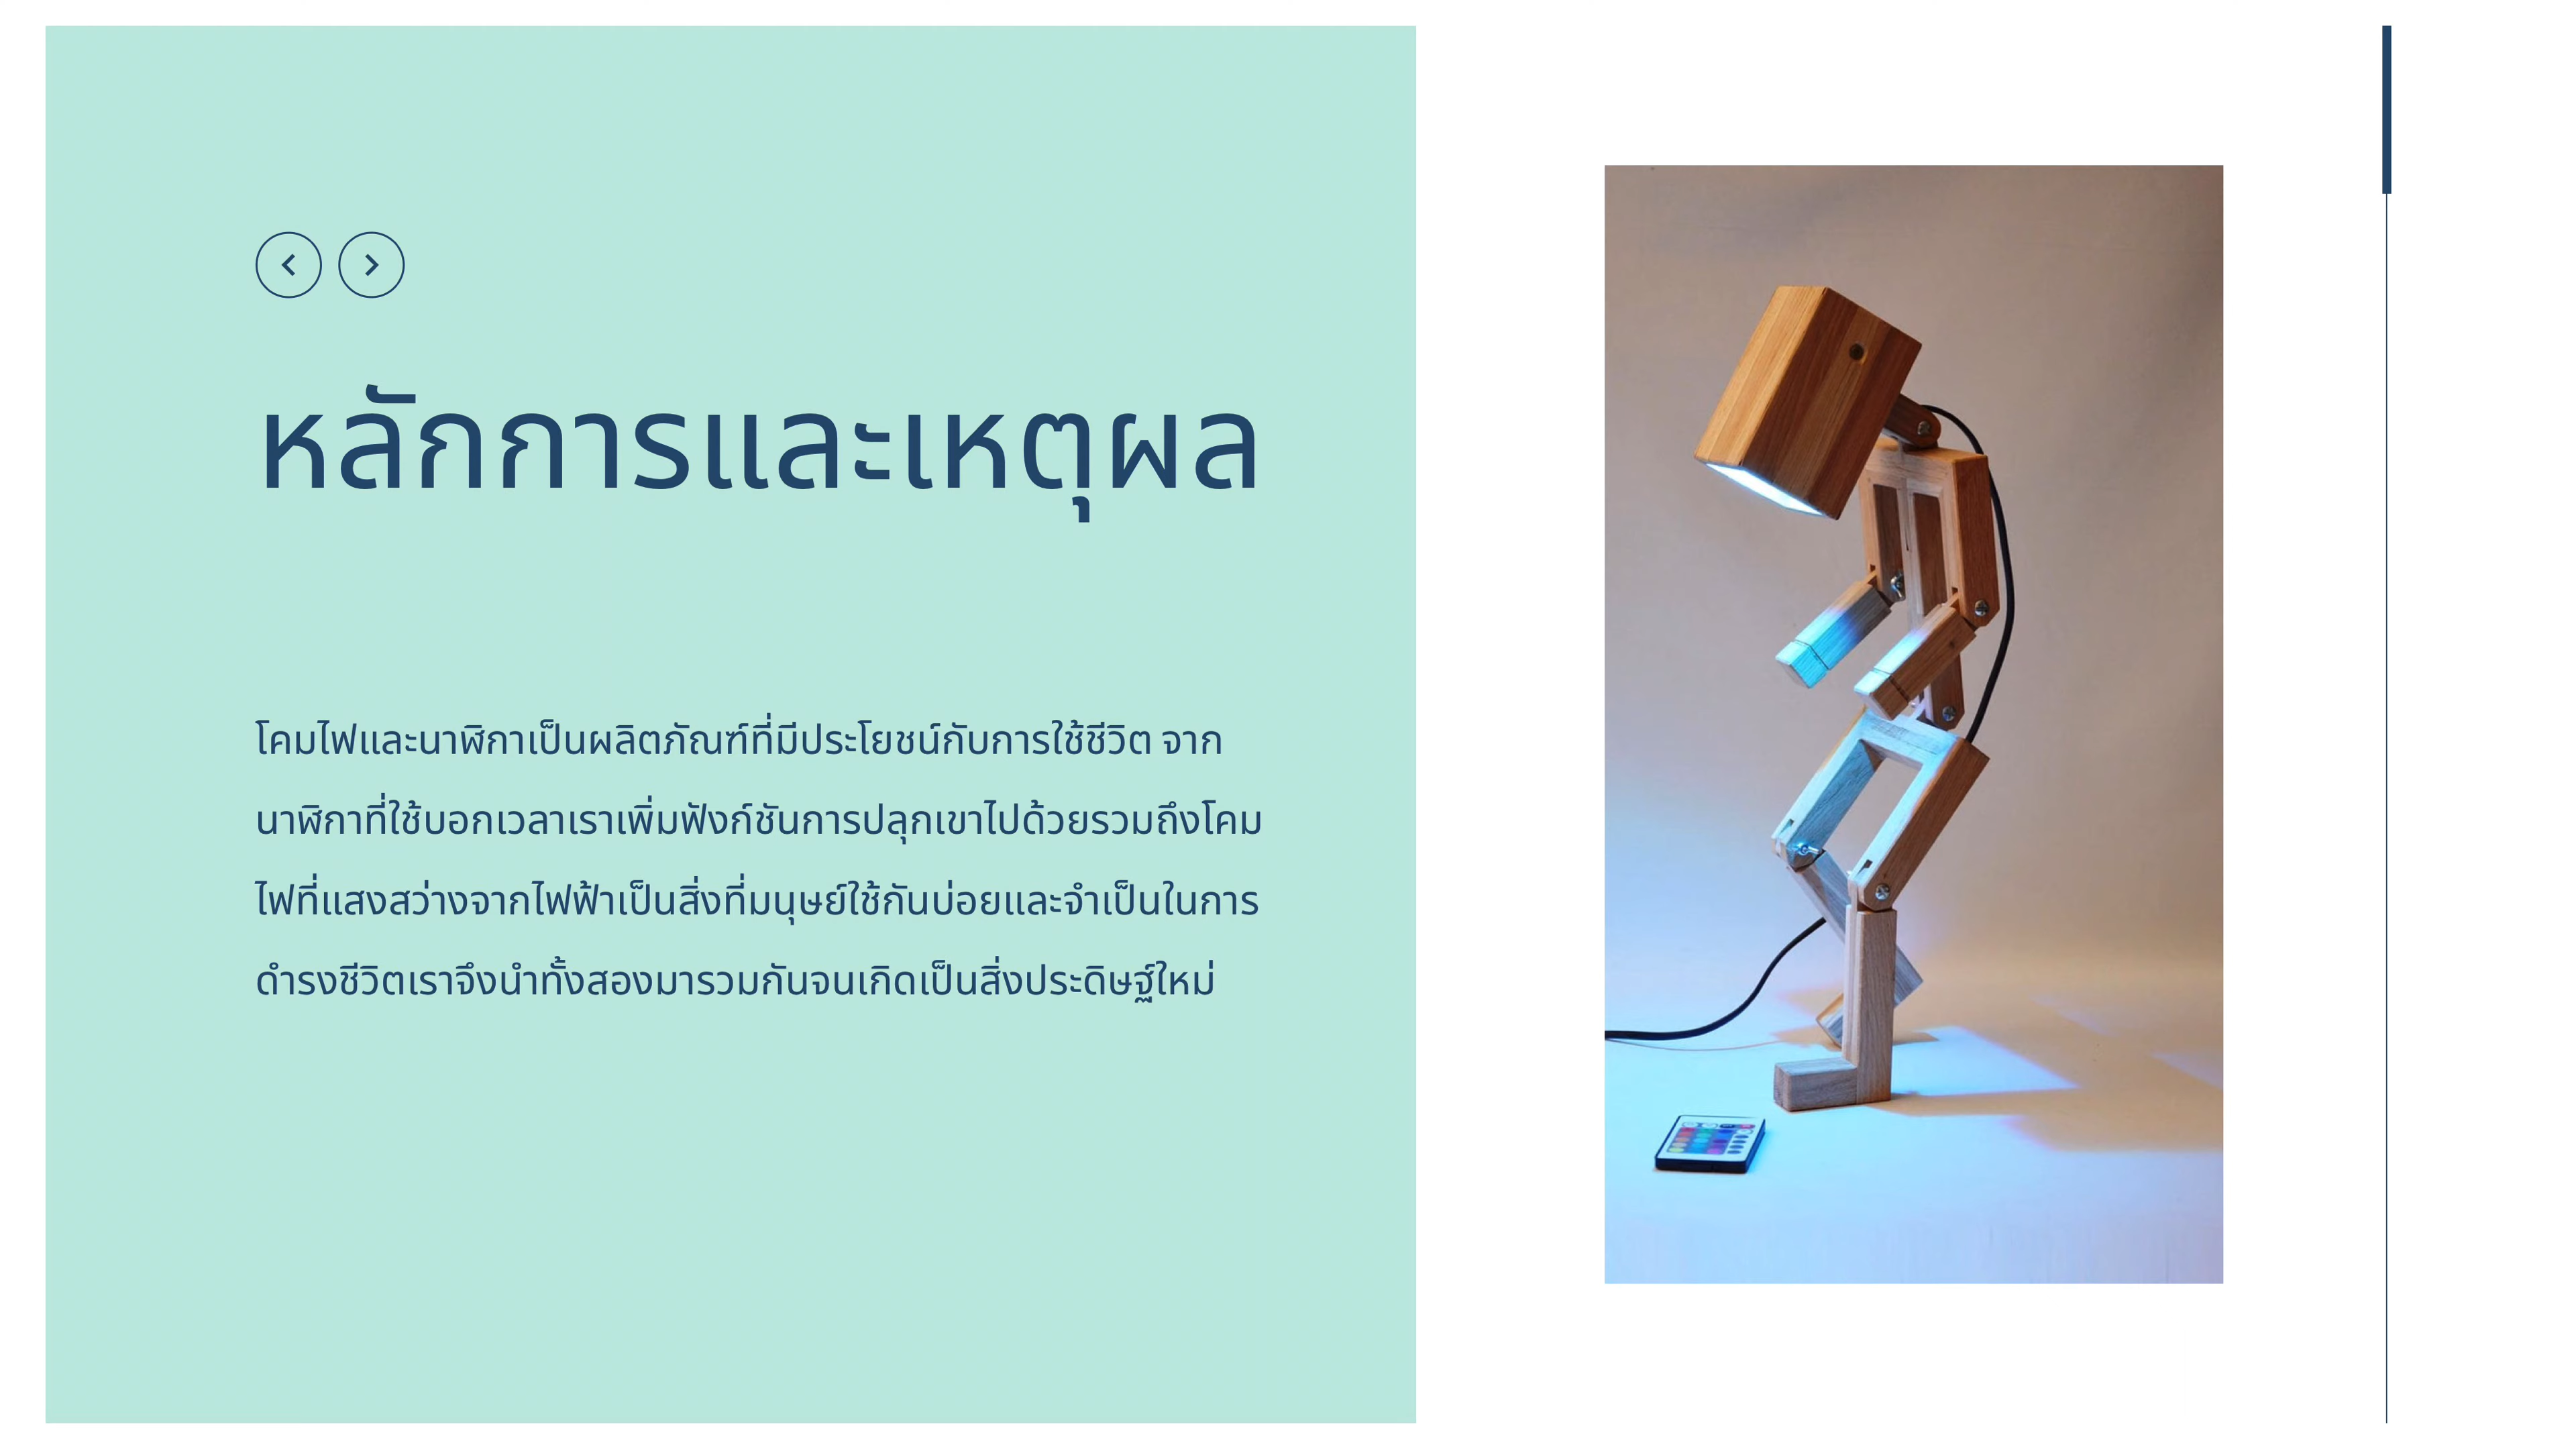 หลักการและเหตุผล
โคมไฟและนาฬิกาเป็นผลิตภัณฑ์ที่มีประโยชน์กับการใช้ชีวิต จาก
นาฬิกาที่ใช้บอกเวลาเราเพิ่มฟังก์ชันการปลุกเขาไปด้วยรวมถึงโคม
ไฟที่แสงสว่างจากไฟฟ้าเป็นสิ่งที่มนุษย์ใช้กันบ่อยและจำเป็นในการ
ดำรงชีวิตเราจึงนำทั้งสองมารวมกันจนเกิดเป็นสิ่งประดิษฐ์ใหม่